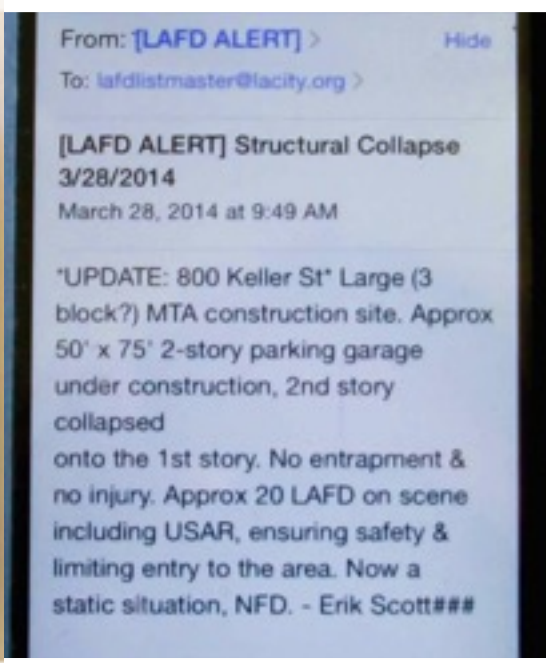 From: [LAFD ALERT] > Hide
To: lafdlistmaster@lacity.org >
[LAFD ALERT] Structural Collapse
3/28/2014
March 28, 2014 at 9:49 AM
*UPDATE: 800 Keller St* Large (3
block?) MTA construction site. Approx
50' x 75' 2-story parking garage
under construction, 2nd story
collapsed
onto the 1st story. No entrapment &
no injury. Approx 20 LAFD on scene
including USAR, ensuring safety &
limiting entry to the area. Now a
static situation, NFD. - Erik Scott###